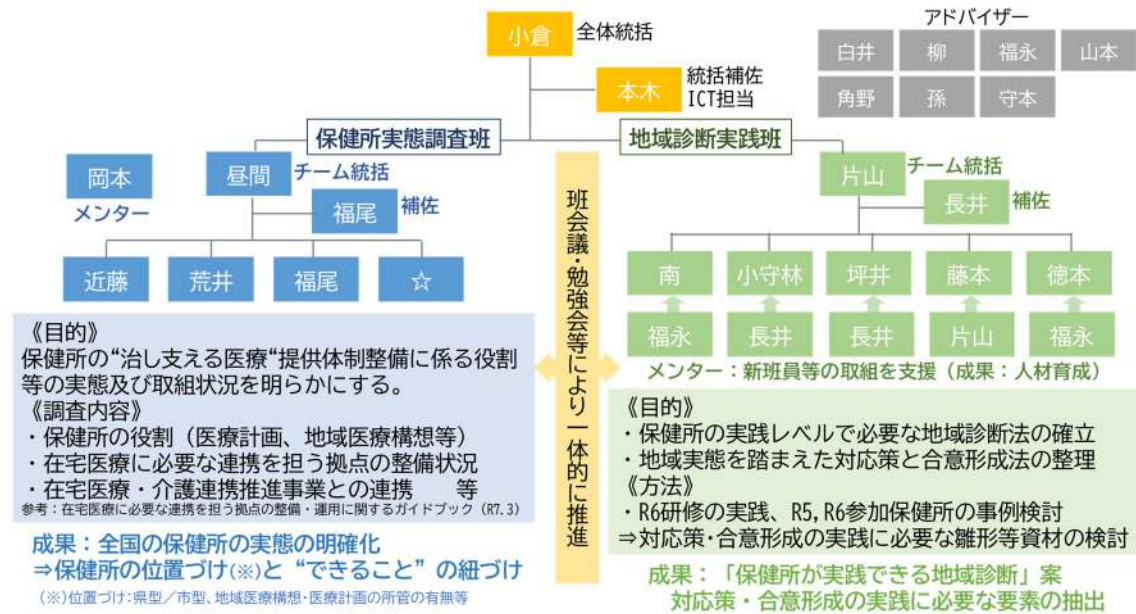 小倉
全体統括
本木
統括補佐
ICT担当
アドバイザー
白井 柳 福永 山本
角野 孫 守本
保健所実態調査班
地域診断実践班
岡本
メンター
昼間
チーム統括
福尾
補佐
近藤 荒井 福尾 ☆
《目的》
保健所の“治し支える医療“提供体制整備に係る役割
等の実態及び取組状況を明らかにする。
《調査内容》
・保健所の役割（医療計画、地域医療構想等）
・在宅医療に必要な連携を担う拠点の整備状況
・在宅医療・介護連携推進事業との連携 等
参考：在宅医療に必要な連携を担う拠点の整備・運用に関するガイドブック（R7.3）
成果：全国の保健所の実態の明確化
⇒保健所の位置づけ(※)と“できること”の紐づけ
(※)位置づけ：県型／市型、地域医療構想・医療計画の所管の有無等
班会議・勉強会等により一体的に推進
片山
チーム統括
長井
補佐
南 小守林 坪井 藤本 徳本
福永 長井 長井 片山 福永
メンター：新班員等の取組を支援（成果：人材育成）
《目的》
・保健所の実践レベルで必要な地域診断法の確立
・地域実態を踏まえた対応策と合意形成法の整理
《方法》
・R6研修の実践、R5,R6参加保健所の事例検討
⇒対応策・合意形成の実践に必要な雛形等資材の検討
成果：「保健所が実践できる地域診断」案
対応策・合意形成の実践に必要な要素の抽出